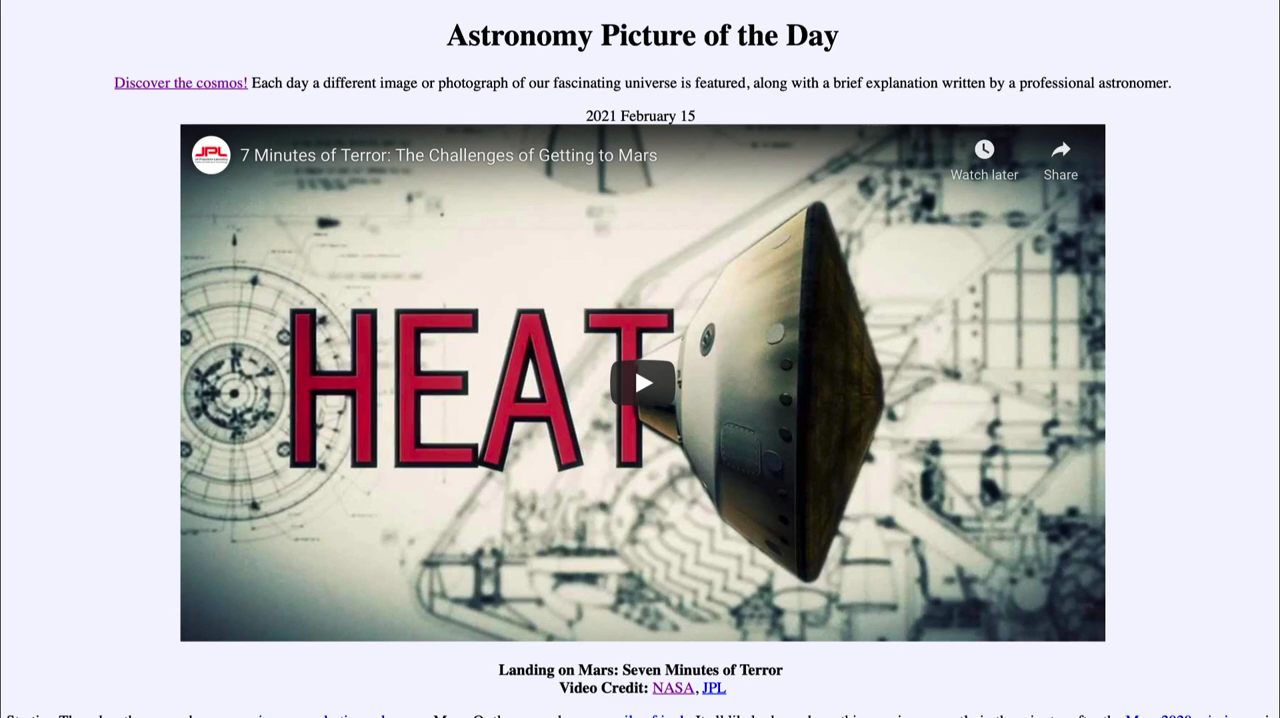 Astronomy Picture of the Day
Discover the cosmos! Each day a different image or photograph of our fascinating universe is featured, along with a brief explanation written by a professional astronomer.
2021 February 15
JPL
7 Minutes of Terror: The Challenges of Getting to Mars
Watch later
Share
HEAT
Landing on Mars: Seven Minutes of Terror
Video Credit: NASA, JPL